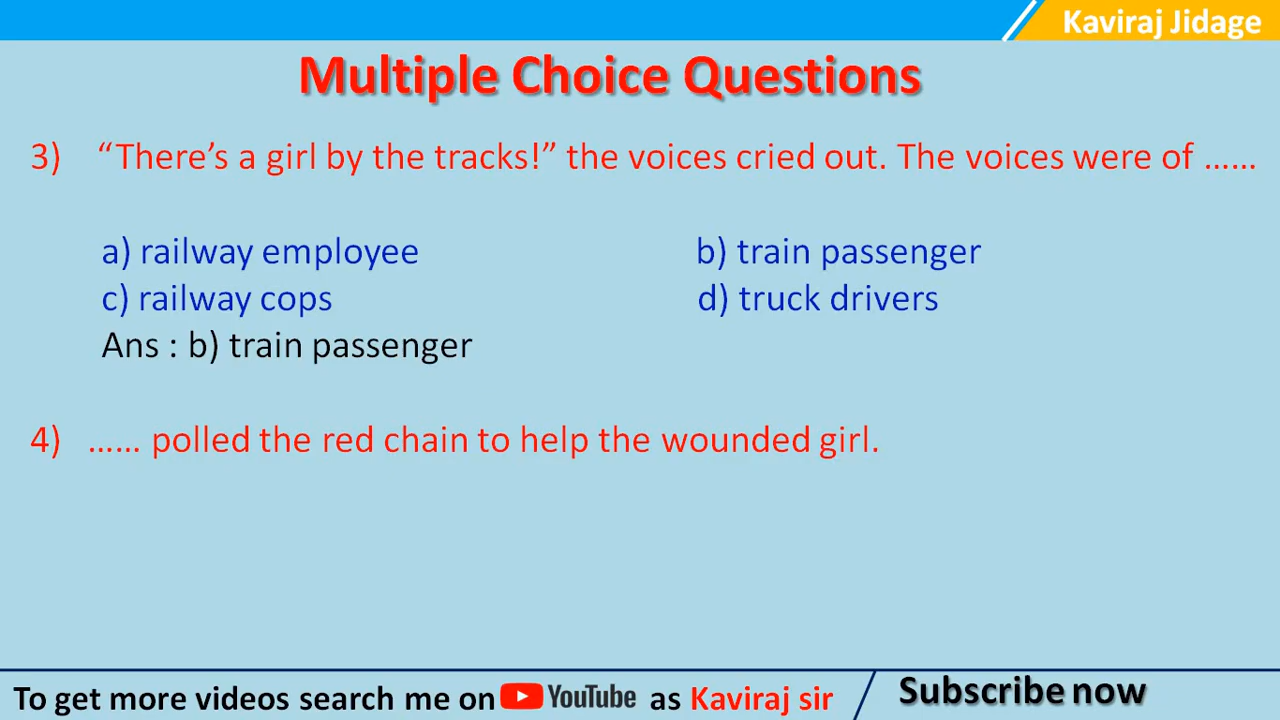 Kaviraj Jidage
Multiple Choice Questions
3) “There’s a girl by the tracks!” the voices cried out. The voices were of ......
a) railway employee b) train passenger
c) railway cops d) truck drivers
Ans : b) train passenger
4) ...... polled the red chain to help the wounded girl.
To get more videos search me on YouTube as Kaviraj sir Subscribe now